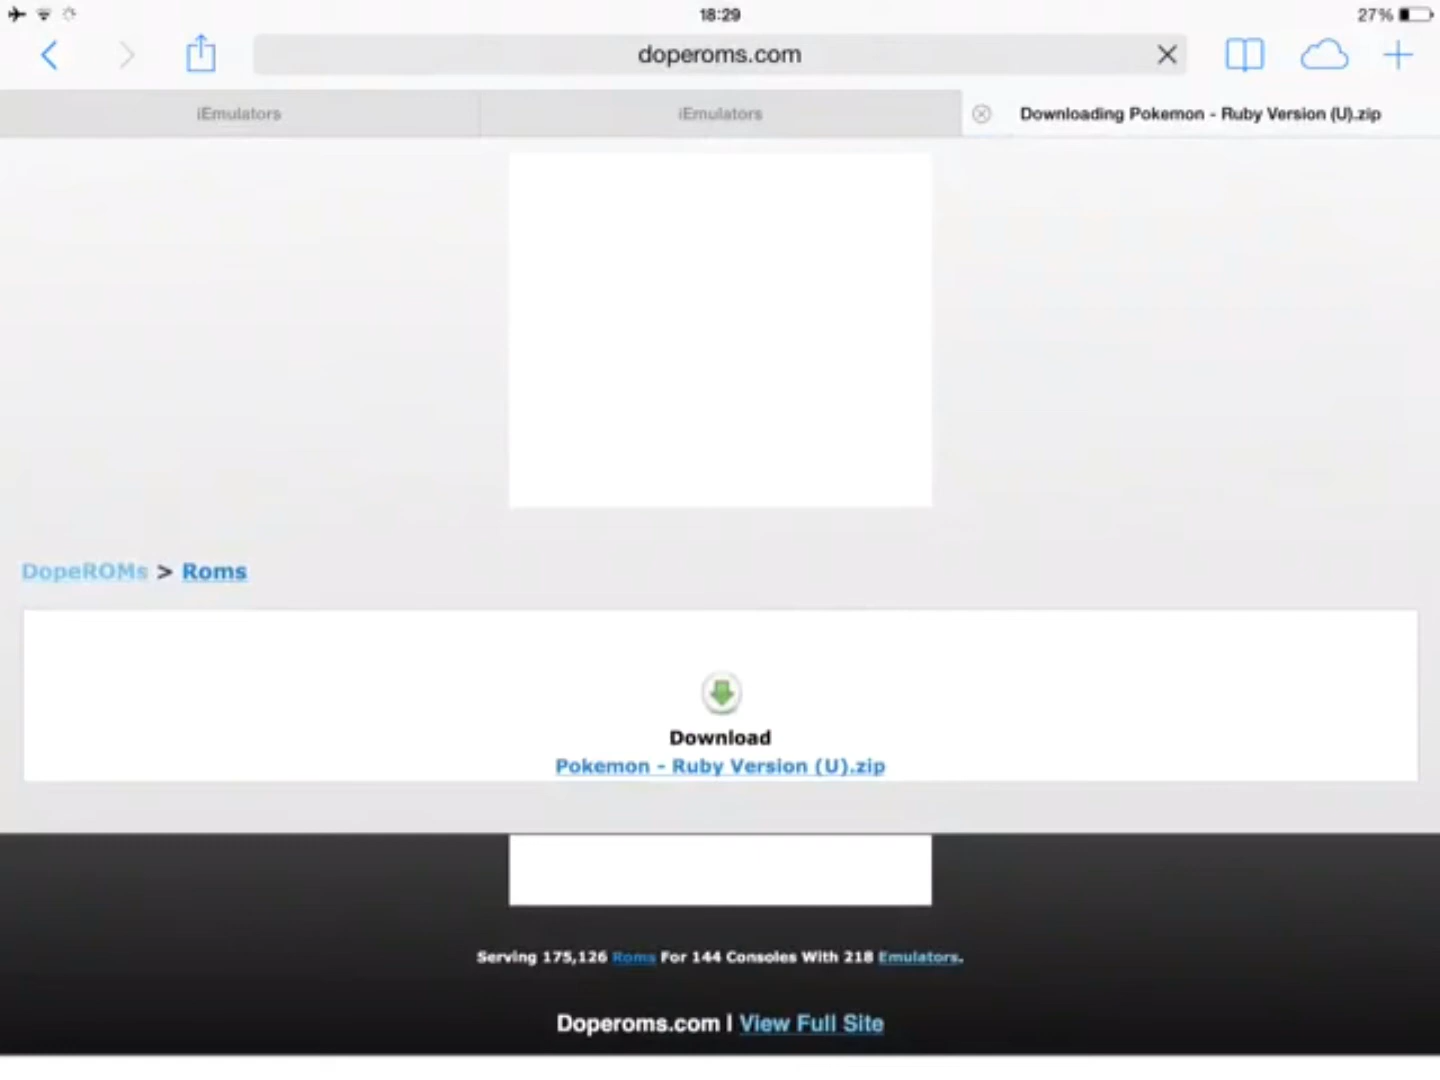 18:29
27%
doperoms.com
iEmulators
iEmulators
Downloading Pokemon - Ruby Version (U).zip
DopeROMs > Roms
Download
Pokemon - Ruby Version (U).zip
Serving 175,126 Roms For 144 Consoles With 218 Emulators.
Doperoms.com | View Full Site